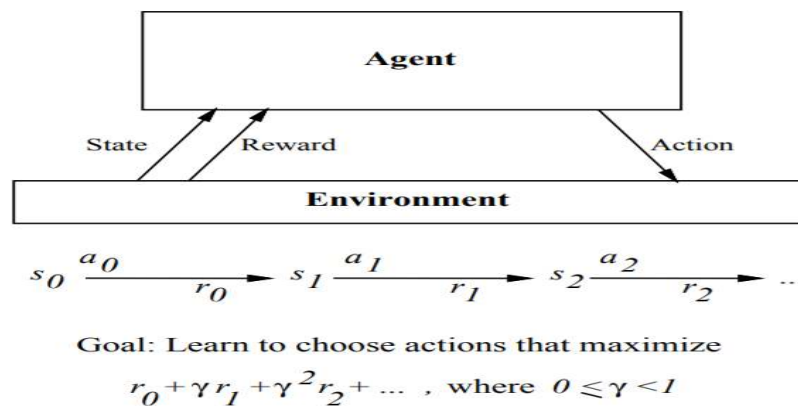 Agent
State Reward Action
Environment
s0 a0 r0 s1 a1 r1 s2 a2 r2 ..
Goal: Learn to choose actions that maximize
r0 + γ r1 + γ² r2 + ... , where 0 ≤ γ < 1